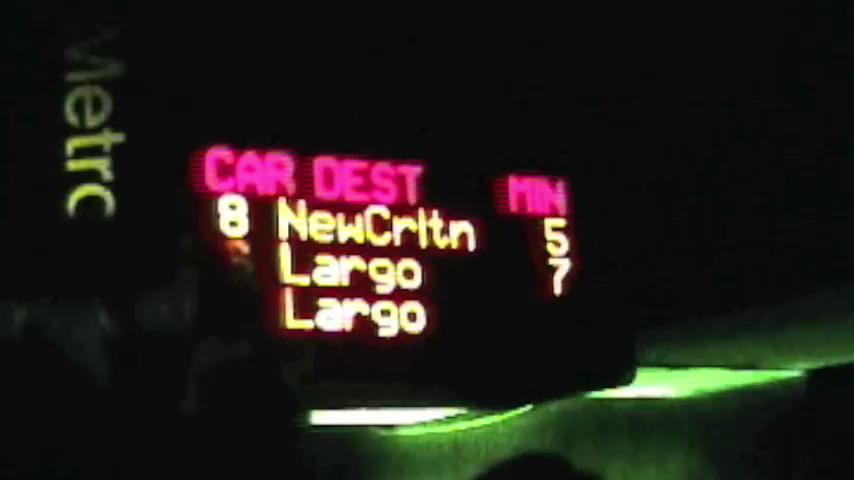 Metro
CAR DEST MIN
8 NewCrltn 5
Largo 7
Largo